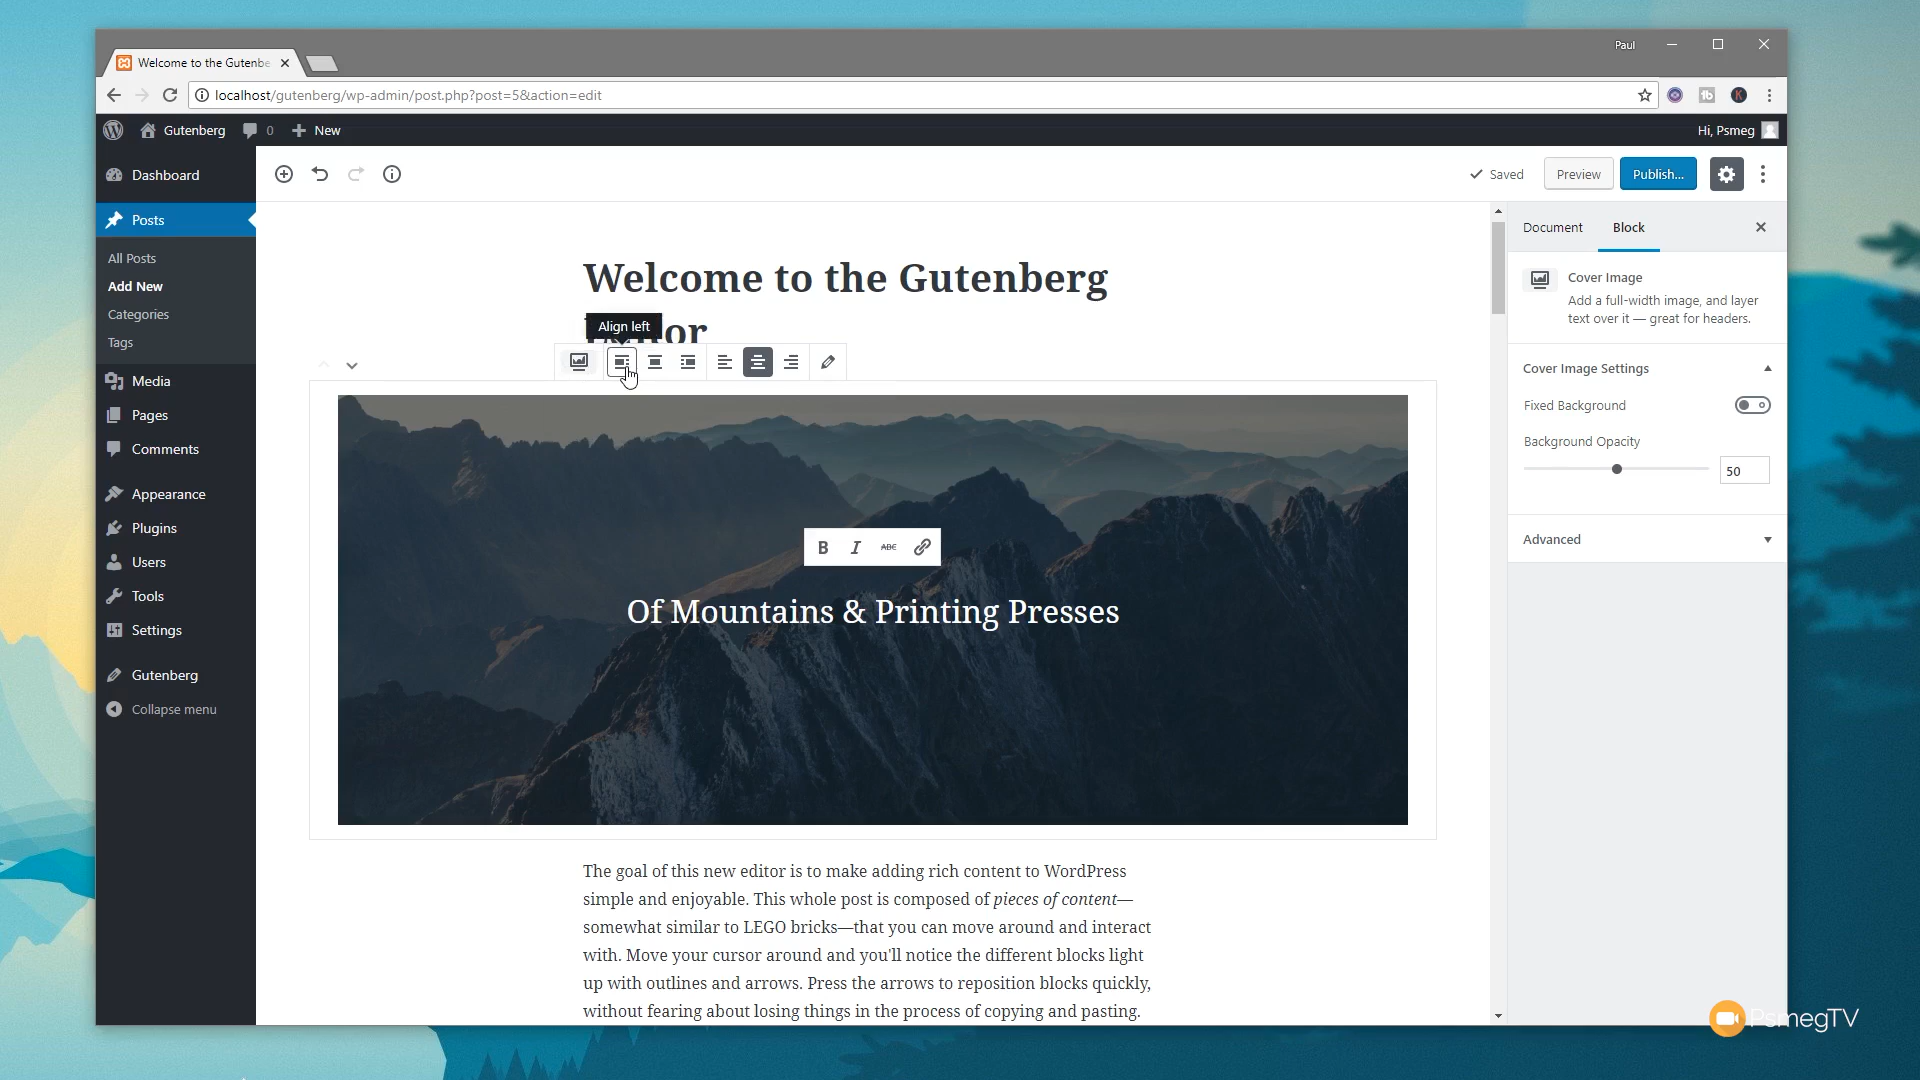 Paul
Welcome to the Gutenbe
localhost/gutenberg/wp-admin/post.php?post=5&action=edit
Gutenberg 0 New
Hi, Psmeg
Dashboard
Posts
All Posts
Add New
Categories
Tags
Media
Pages
Comments
Appearance
Plugins
Users
Tools
Settings
Gutenberg
Collapse menu
Saved Preview Publish...
Welcome to the Gutenberg
Align left
B I ABC
Of Mountains & Printing Presses
The goal of this new editor is to make adding rich content to WordPress
simple and enjoyable. This whole post is composed of pieces of content—
somewhat similar to LEGO bricks—that you can move around and interact
with. Move your cursor around and you'll notice the different blocks light
up with outlines and arrows. Press the arrows to reposition blocks quickly,
without fearing about losing things in the process of copying and pasting.
Document Block
Cover Image
Add a full-width image, and layer
text over it — great for headers.
Cover Image Settings
Fixed Background
Background Opacity
50
Advanced
PsmegTV